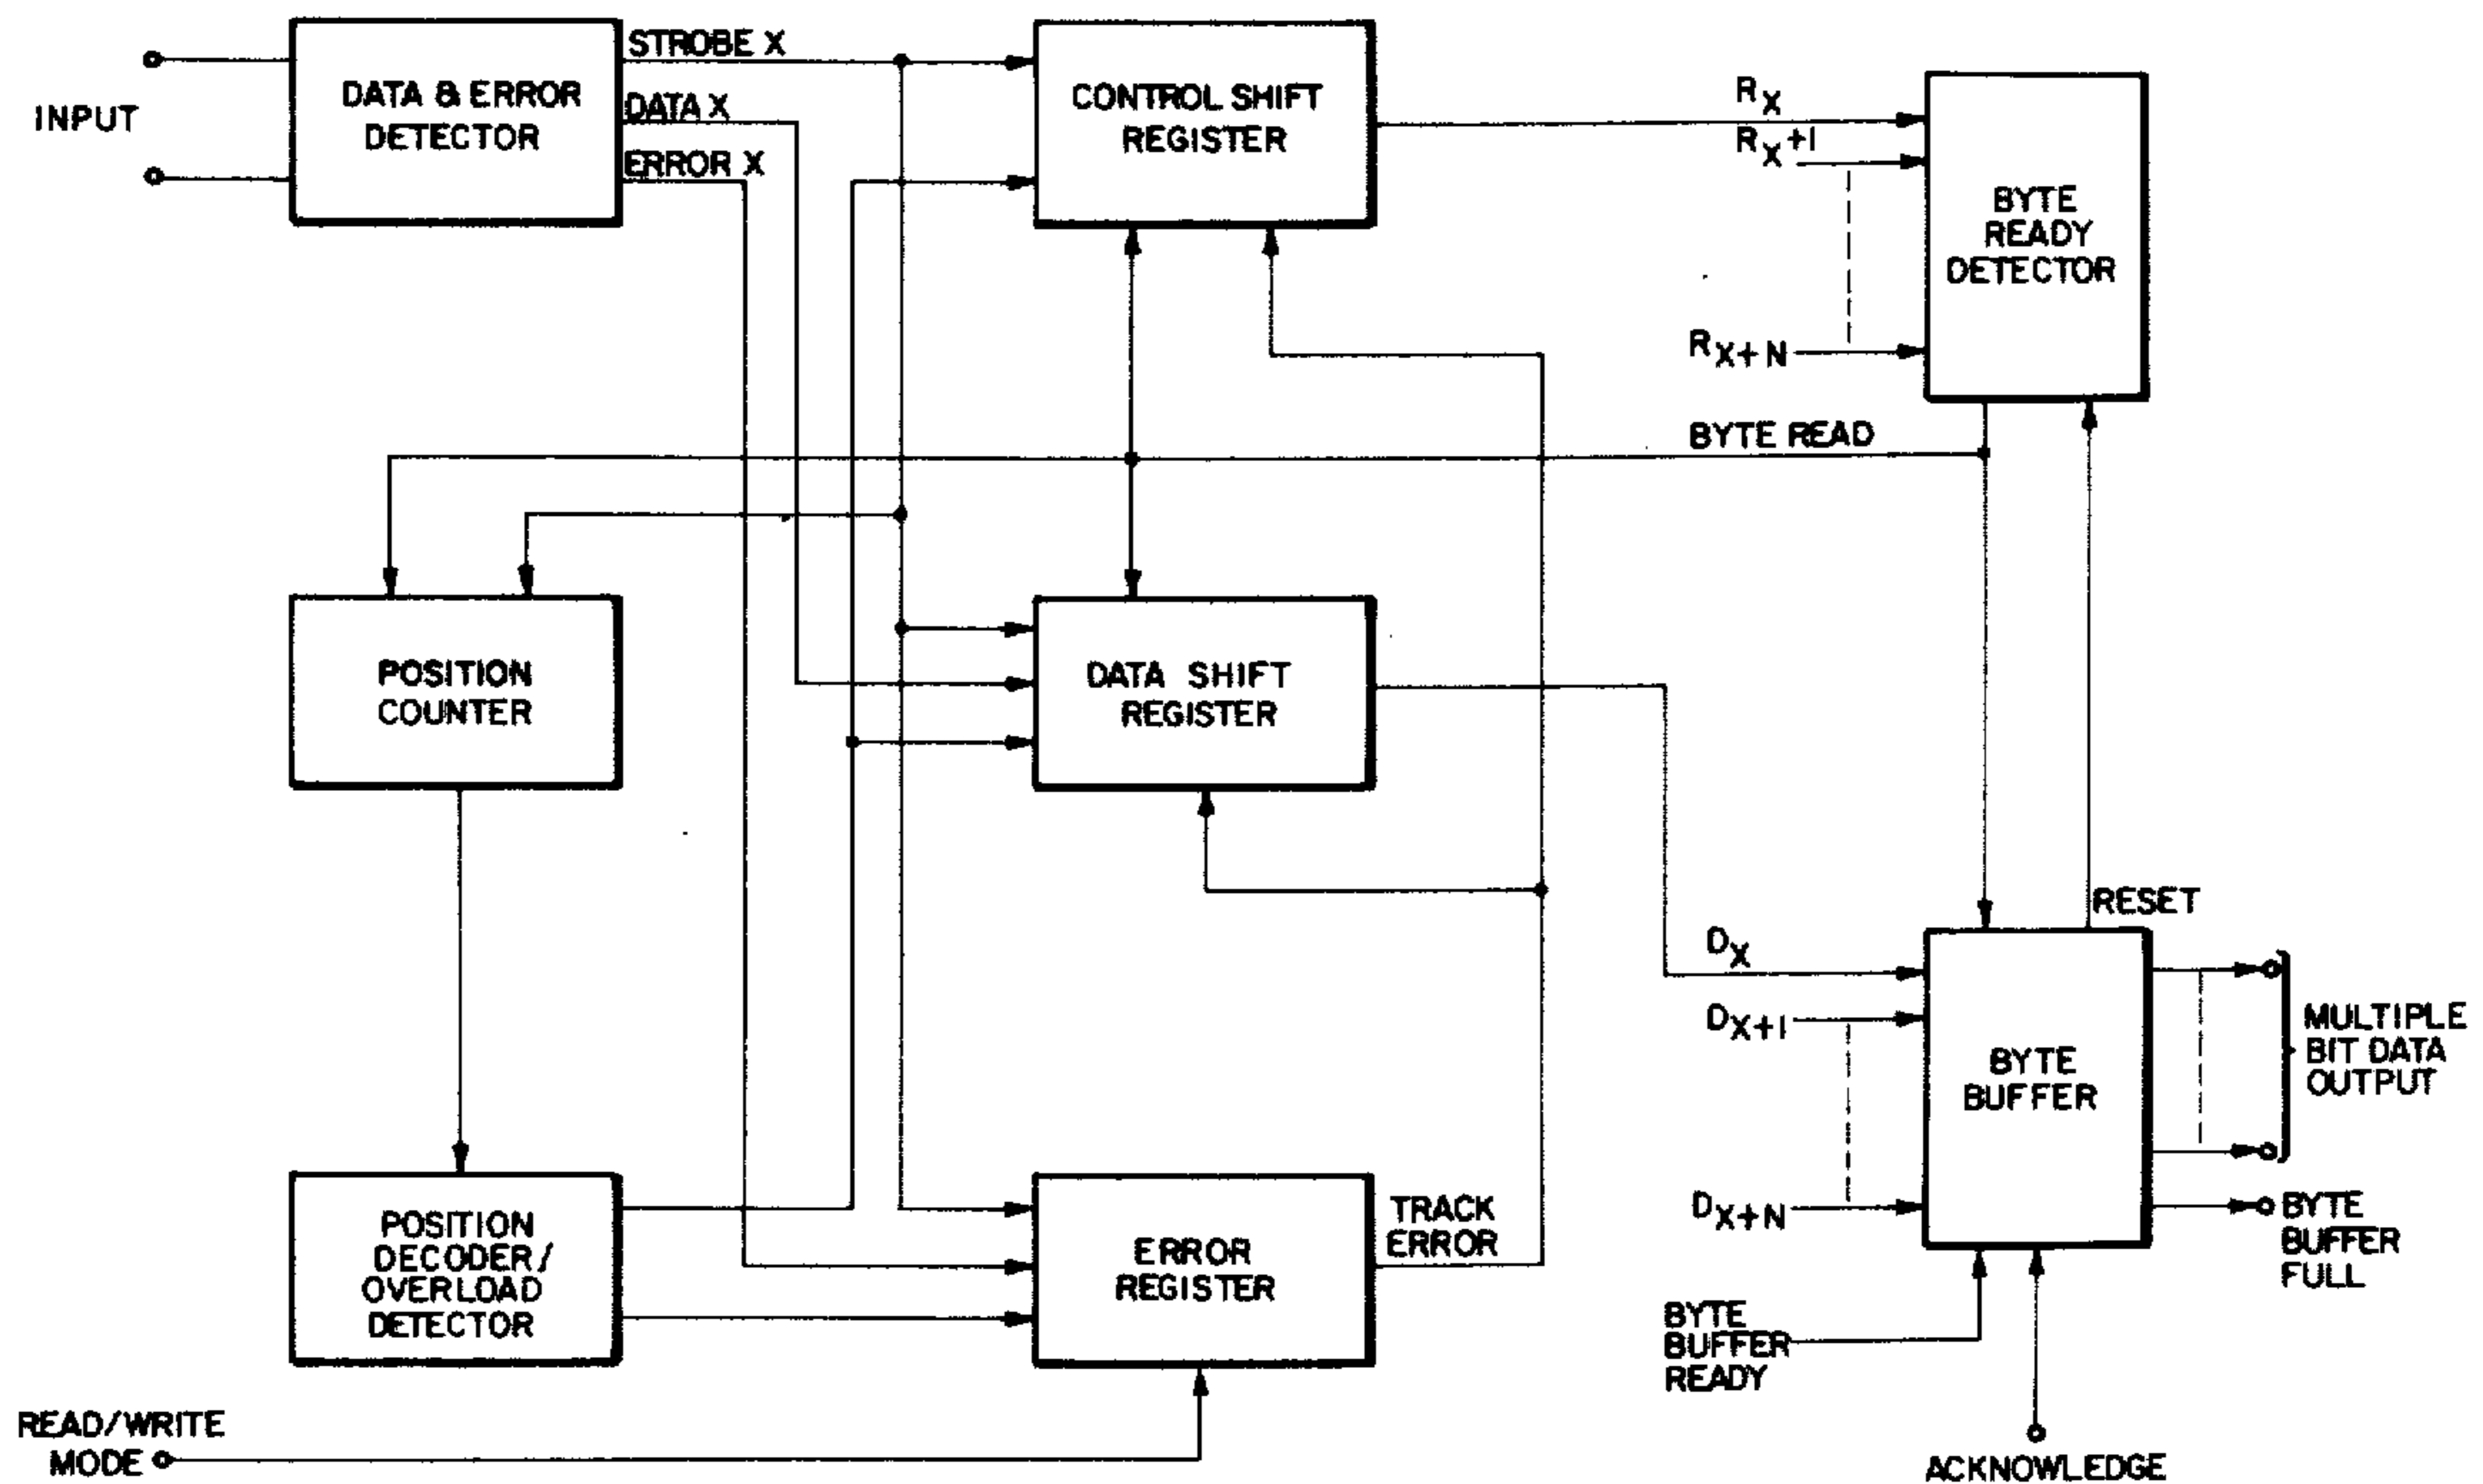 INPUT
DATA & ERROR
DETECTOR
STROBE X
DATA X
ERROR X
CONTROL SHIFT
REGISTER
RX
RX+1
RX+N
BYTE
READY
DETECTOR
BYTE READ
POSITION
COUNTER
DATA SHIFT
REGISTER
RESET
DX
DX+1
DX+N
BYTE
BUFFER
MULTIPLE
BIT DATA
OUTPUT
BYTE
BUFFER
FULL
POSITION
DECODER/
OVERLOAD
DETECTOR
ERROR
REGISTER
TRACK
ERROR
BYTE
BUFFER
READY
READ/WRITE
MODE
ACKNOWLEDGE